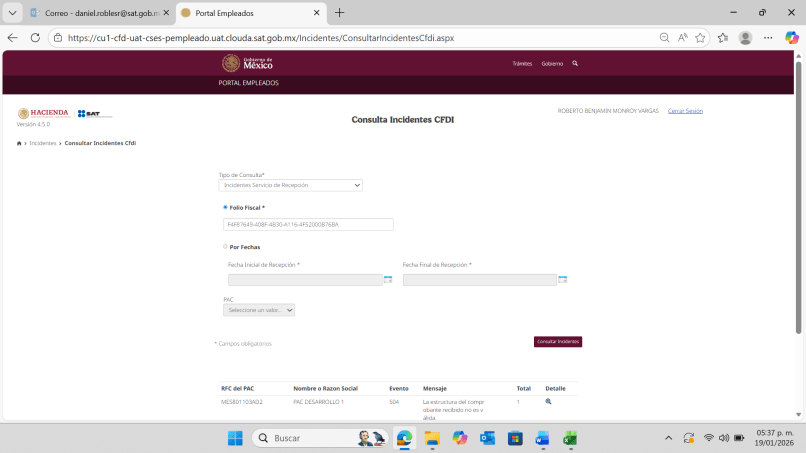 Correo - daniel.roblesr@sat.gob.m
Portal Empleados
https://cu1-cfd-uat-cses-pempleado.uat.clouda.sat.gob.mx/Incidentes/ConsultarIncidentesCfdi.aspx
Gobierno de
México
Trámites Gobierno
PORTAL EMPLEADOS
HACIENDA SAT
Versión 4.5.0
Consulta Incidentes CFDI
ROBERTO BENJAMIN MONROY VARGAS Cerrar Sesión
Incidentes > Consultar Incidentes Cfdi
Tipo de Consulta*
Incidentes Servicio de Recepción
Folio Fiscal *
F4F87649-408F-4B30-A116-4F52000B76BA
Por Fechas
Fecha Inicial de Recepción * Fecha Final de Recepción *
PAC
Seleccione un valor...
* Campos obligatorios
Consultar Incidentes
RFC del PAC Nombre o Razon Social Evento Mensaje Total Detalle
MES801103AD2 PAC DESARROLLO 1 504 La estructura del compr 1
obante recibido no es v
álida.
Buscar
05:37 p. m.
19/01/2026